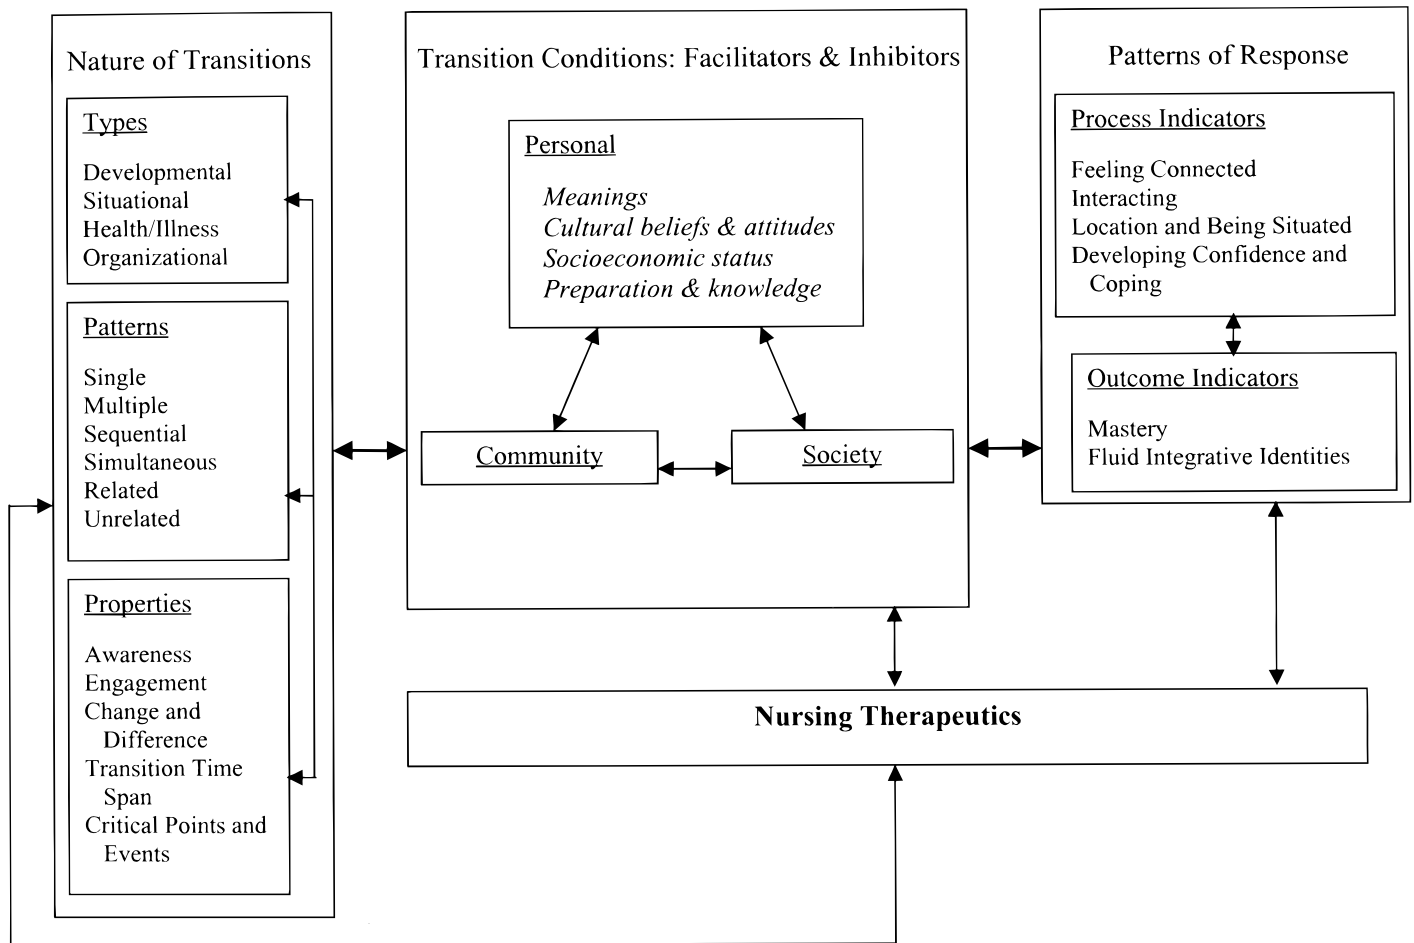 Nature of Transitions
Types
Developmental
Situational
Health/Illness
Organizational
Patterns
Single
Multiple
Sequential
Simultaneous
Related
Unrelated
Properties
Awareness
Engagement
Change and
Difference
Transition Time
Span
Critical Points and
Events
Transition Conditions: Facilitators & Inhibitors
Personal
Meanings
Cultural beliefs & attitudes
Socioeconomic status
Preparation & knowledge
Community
Society
Patterns of Response
Process Indicators
Feeling Connected
Interacting
Location and Being Situated
Developing Confidence and
Coping
Outcome Indicators
Mastery
Fluid Integrative Identities
Nursing Therapeutics